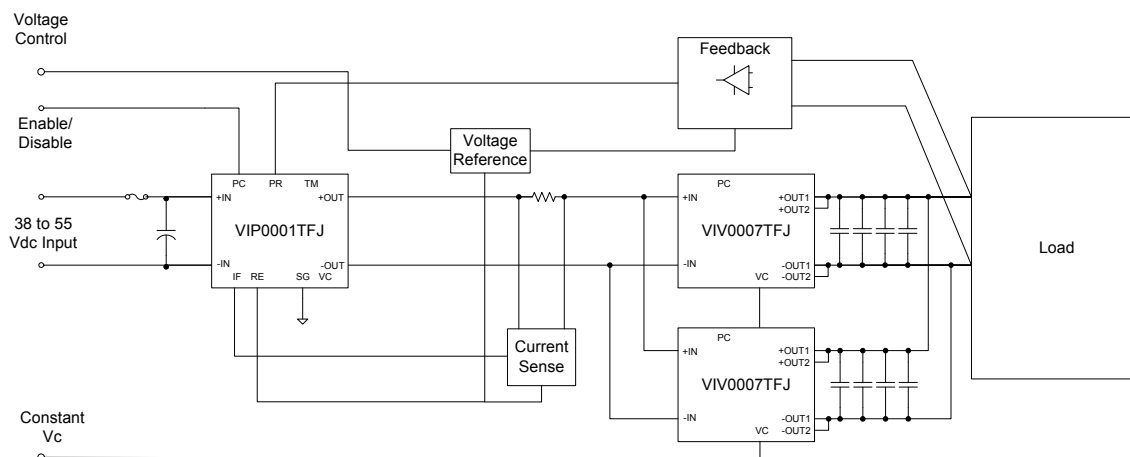 Voltage
Control
Enable/
Disable
38 to 55
Vdc Input
Constant
Vc
Feedback
Voltage
Reference
PC PR TM
+IN +OUT
VIP0001TFJ
-IN -OUT
IF RE SG VC
Current
Sense
PC
+IN +OUT1
+OUT2
VIV0007TFJ
-IN -OUT1
-OUT2
VC
PC
+IN +OUT1
+OUT2
VIV0007TFJ
-IN -OUT1
-OUT2
VC
Load